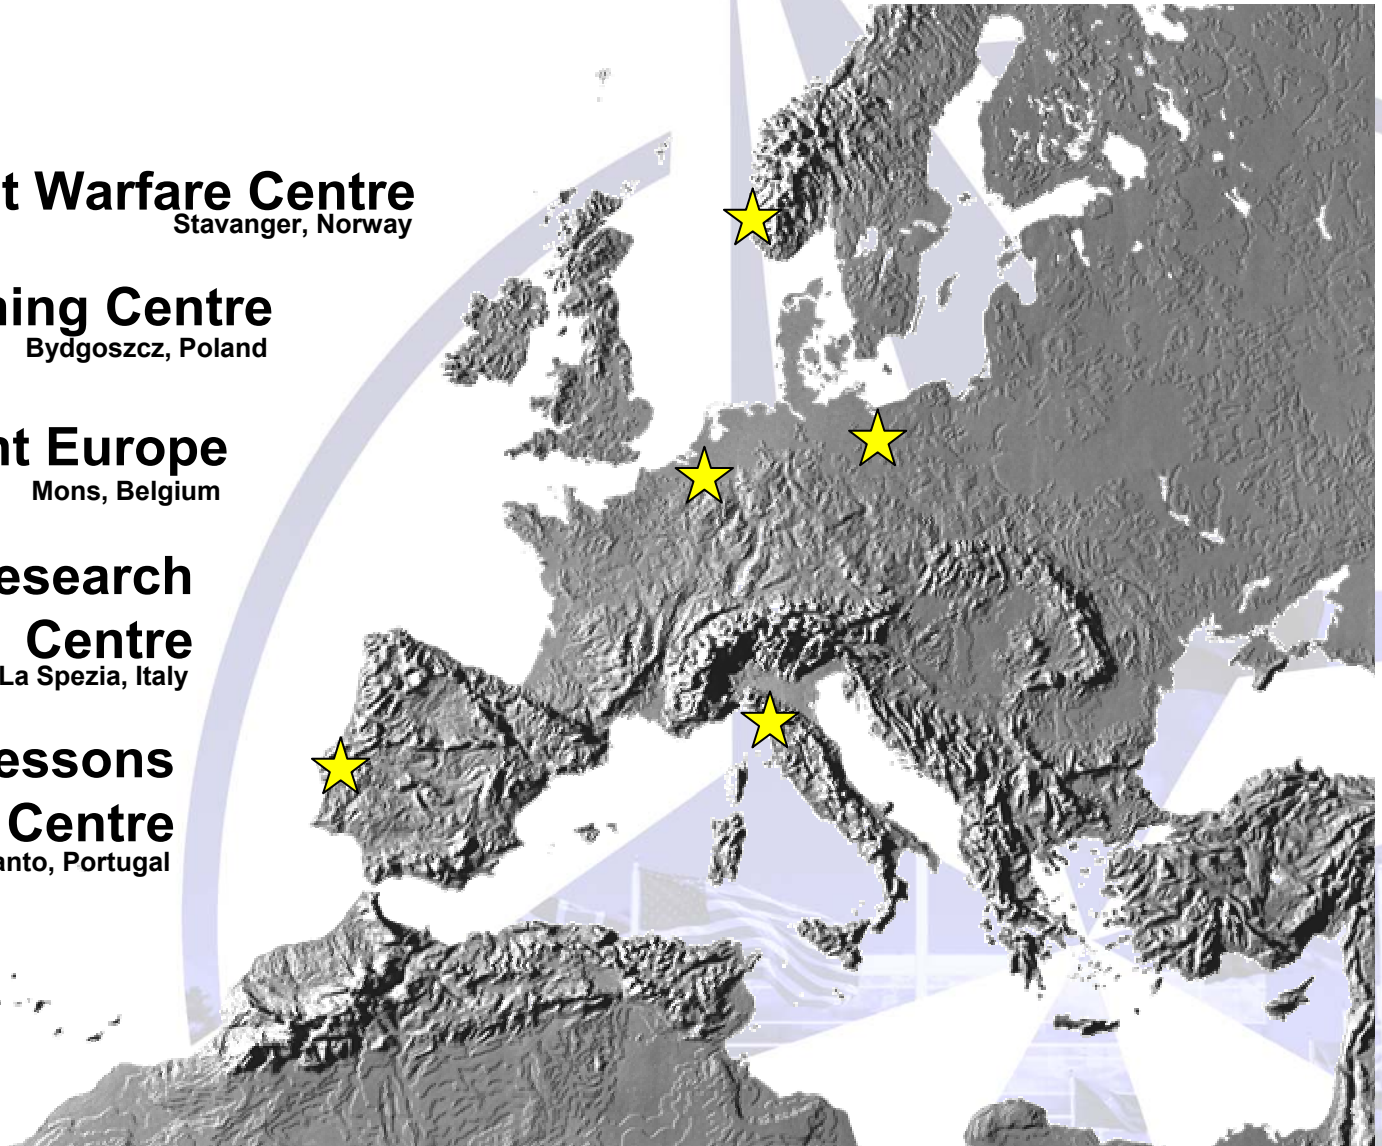 t Warfare Centre
Stavanger, Norway
ning Centre
Bydgoszcz, Poland
nt Europe
Mons, Belgium
esearch
Centre
La Spezia, Italy
essons
Centre
anto, Portugal